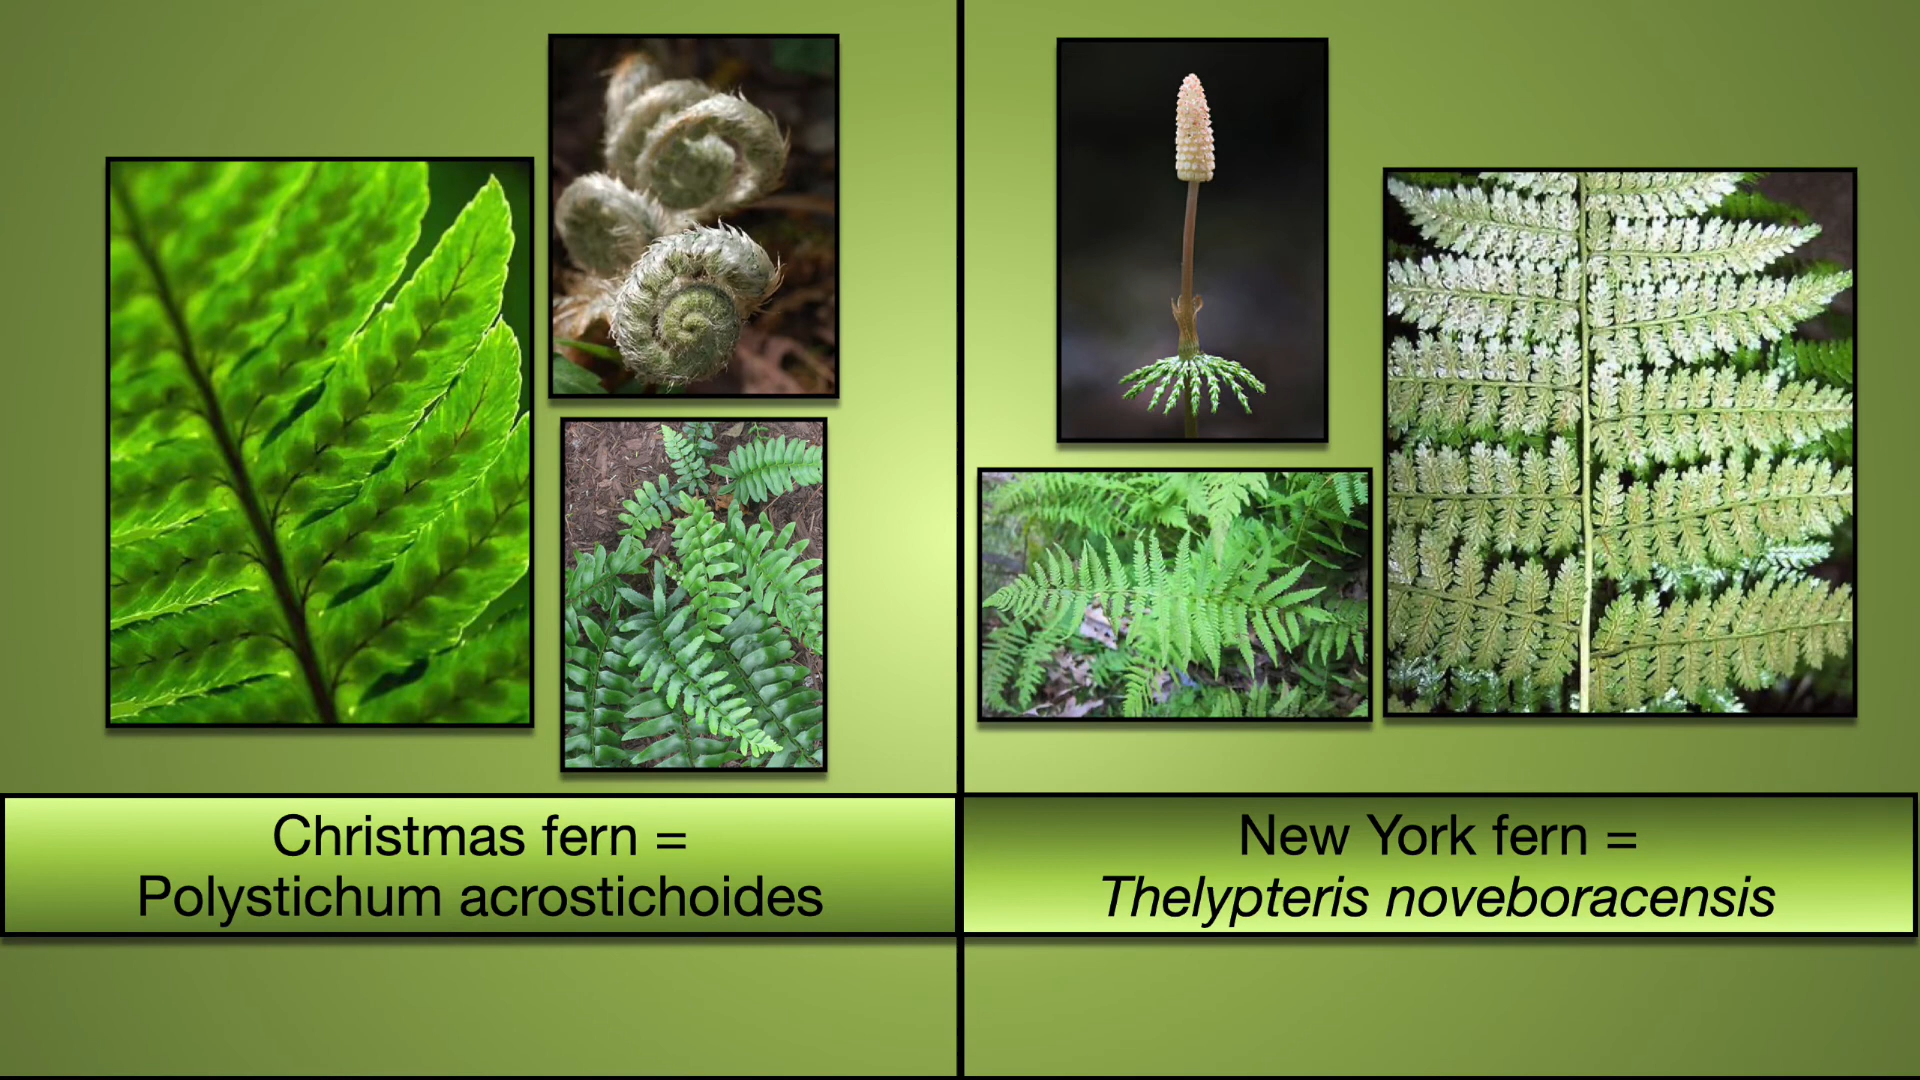 Christmas fern =
Polystichum acrostichoides
New York fern =
Thelypteris noveboracensis